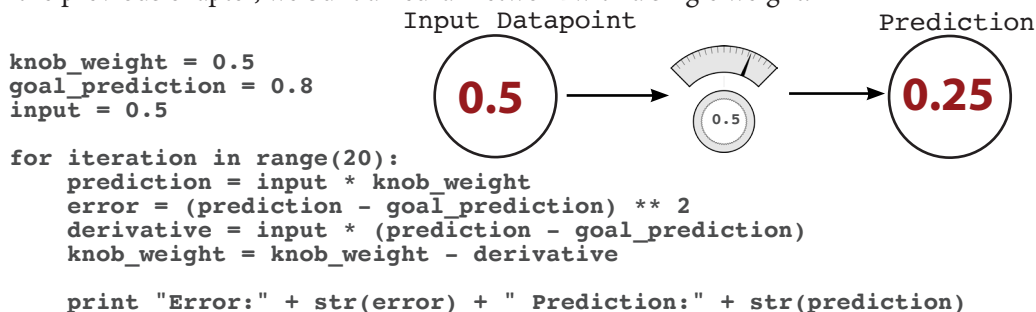 Input Datapoint
Prediction
knob_weight = 0.5
goal_prediction = 0.8
input = 0.5
0.5
0.5
0.25
for iteration in range(20):
    prediction = input * knob_weight
    error = (prediction - goal_prediction) ** 2
    derivative = input * (prediction - goal_prediction)
    knob_weight = knob_weight - derivative
    print "Error:" + str(error) + " Prediction:" + str(prediction)